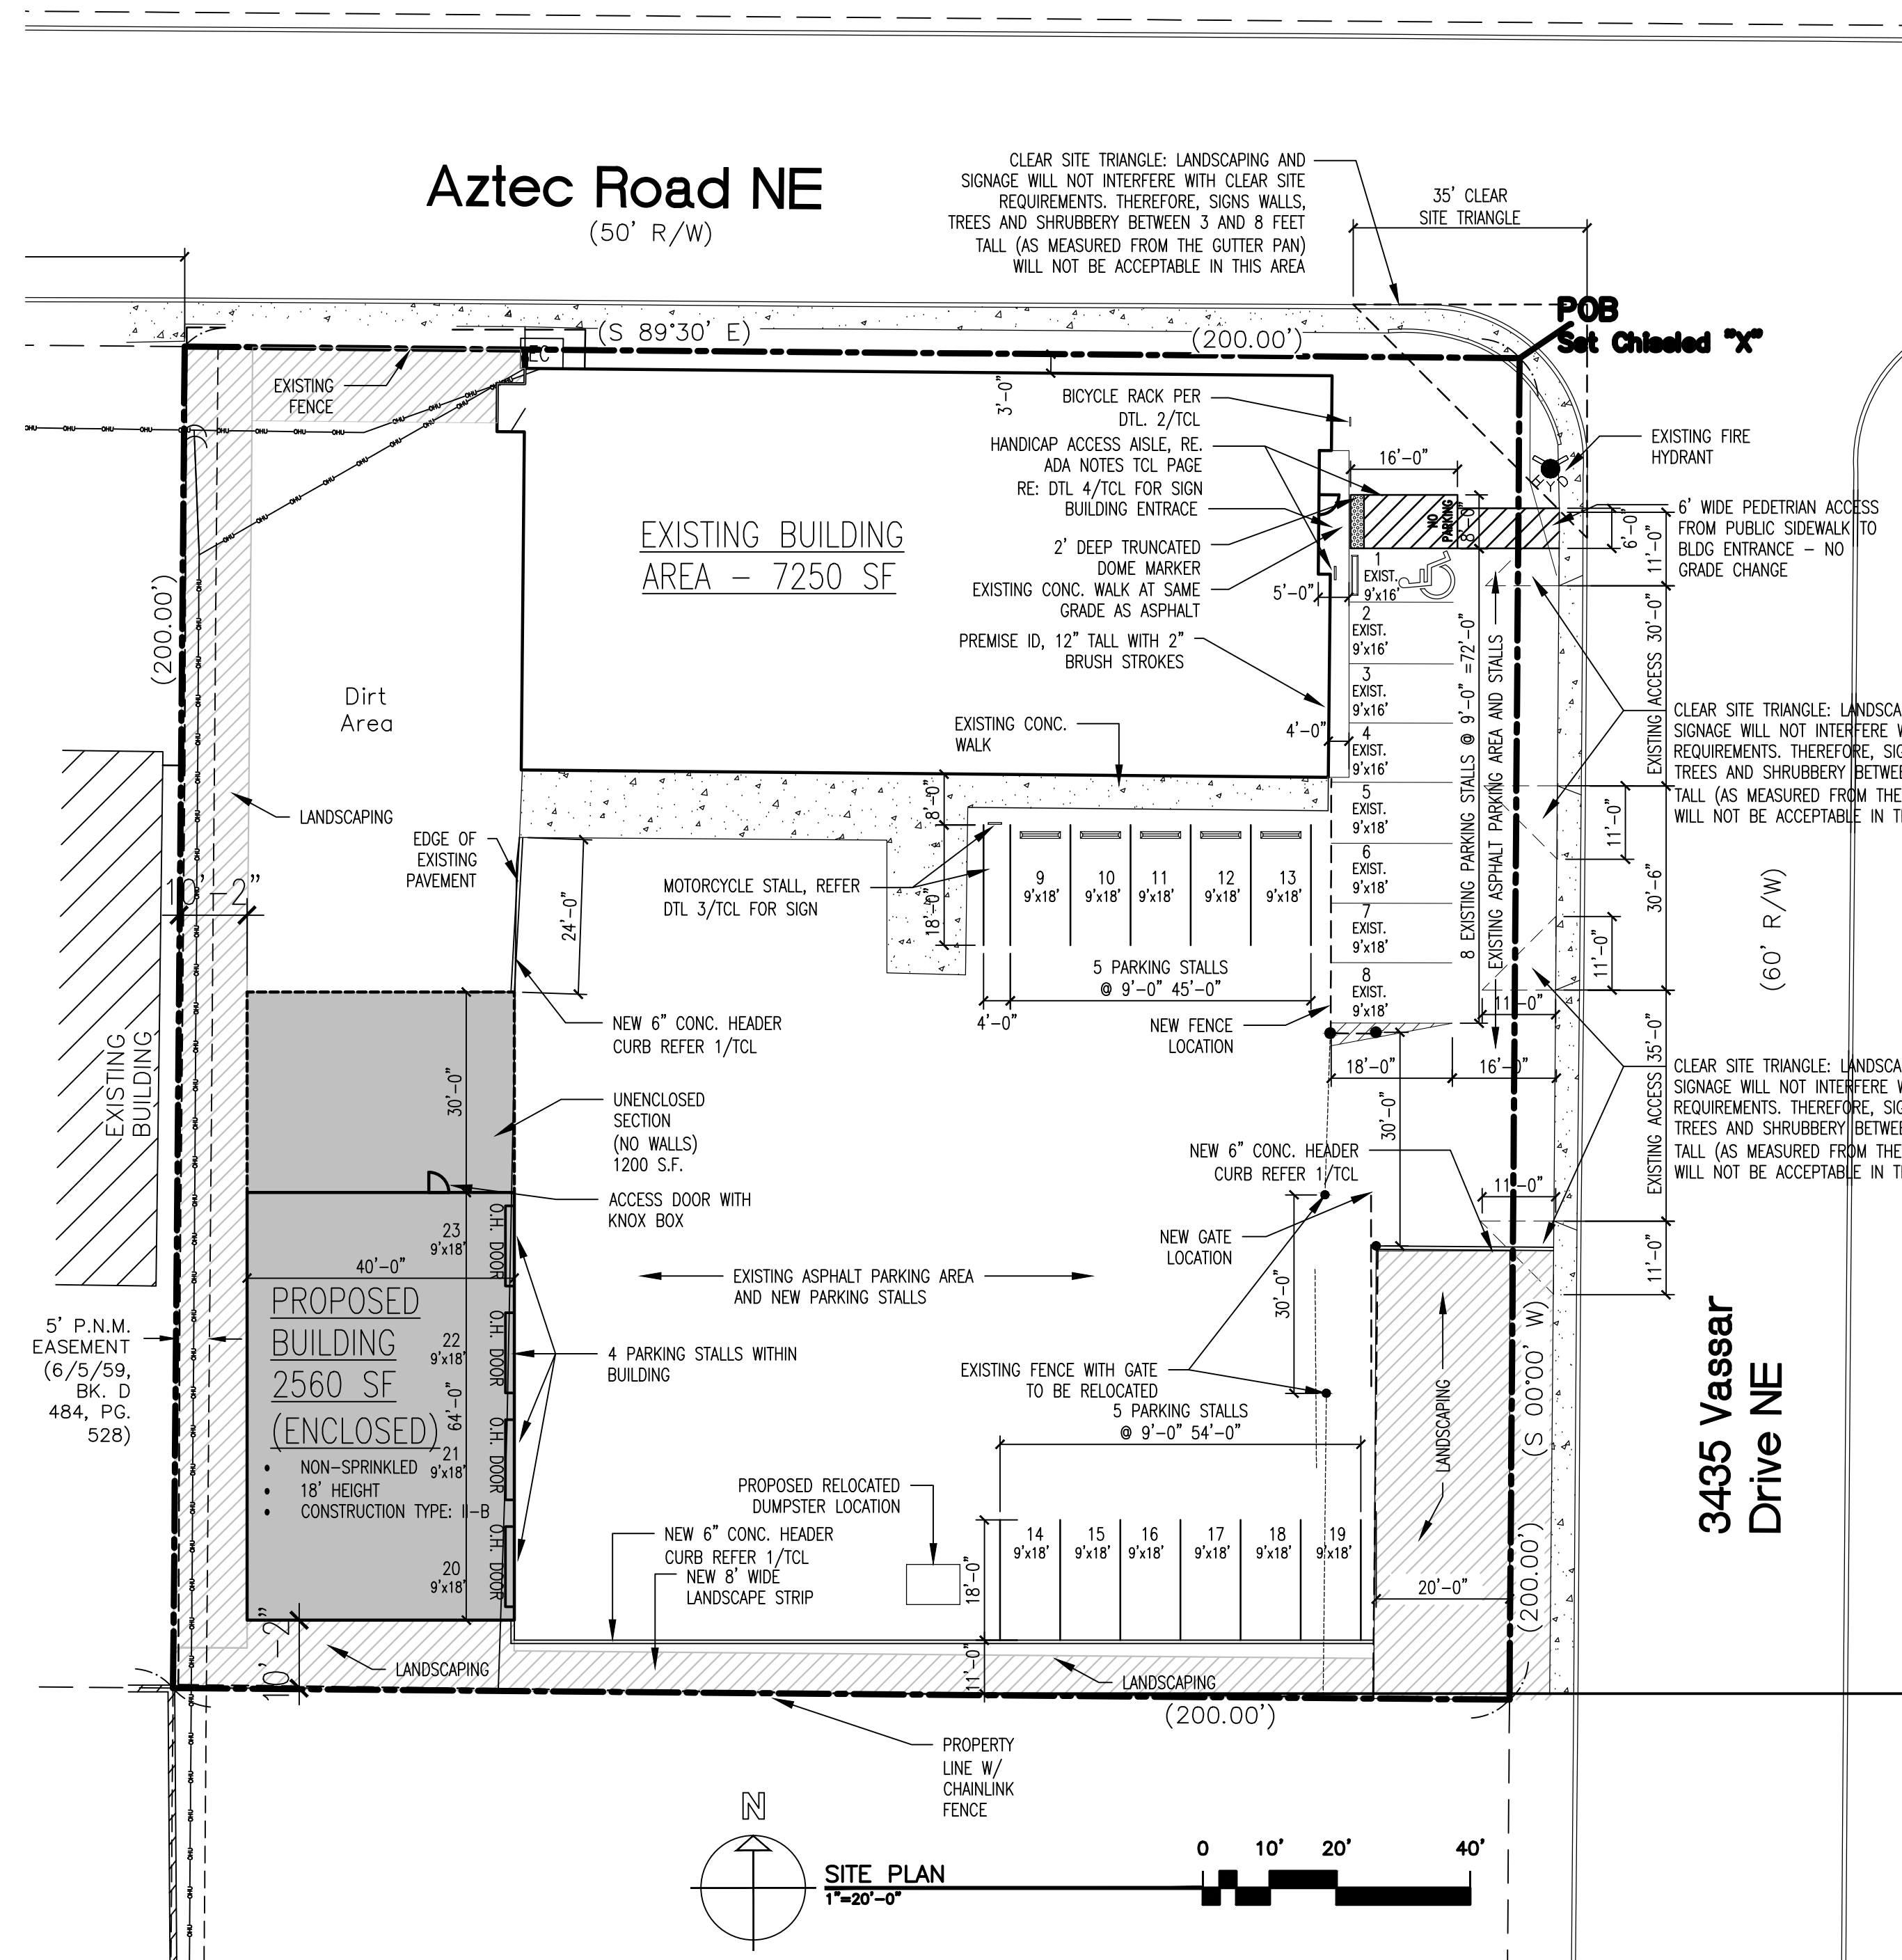 Aztec Road NE
(50' R/W)
CLEAR SITE TRIANGLE: LANDSCAPING AND
SIGNAGE WILL NOT INTERFERE WITH CLEAR SITE
REQUIREMENTS. THEREFORE, SIGNS WALLS,
TREES AND SHRUBBERY BETWEEN 3 AND 8 FEET
TALL (AS MEASURED FROM THE GUTTER PAN)
WILL NOT BE ACCEPTABLE IN THIS AREA
35' CLEAR
SITE TRIANGLE
POB
Set Chiseled "X"
(S 89°30' E)
(200.00')
EC
EXISTING
FENCE
3'-0"
BICYCLE RACK PER
DTL. 2/TCL
HANDICAP ACCESS AISLE, RE.
ADA NOTES TCL PAGE
RE: DTL 4/TCL FOR SIGN
BUILDING ENTRACE
2' DEEP TRUNCATED
DOME MARKER
EXISTING CONC. WALK AT SAME
GRADE AS ASPHALT
PREMISE ID, 12" TALL WITH 2"
BRUSH STROKES
16'-0"
NO
PARKING
8'-0"
HYD
EXISTING FIRE
HYDRANT
6' WIDE PEDETRIAN ACCESS
FROM PUBLIC SIDEWALK TO
BLDG ENTRANCE – NO
GRADE CHANGE
6'-0"
11'-0"
EXISTING BUILDING
AREA – 7250 SF
5'-0"
4'-0"
1
EXIST.
9'x16'
2
EXIST.
9'x16'
3
EXIST.
9'x16'
4
EXIST.
9'x16'
5
EXIST.
9'x18'
6
EXIST.
9'x18'
7
EXIST.
9'x18'
8
EXIST.
9'x18'
8 EXISTING PARKING STALLS @ 9'-0" =72'-0"
EXISTING ASPHALT PARKING AREA AND STALLS
EXISTING ACCESS 30'-0"
CLEAR SITE TRIANGLE: LANDSCA
SIGNAGE WILL NOT INTERFERE W
REQUIREMENTS. THEREFORE, SIG
TREES AND SHRUBBERY BETWEE
TALL (AS MEASURED FROM THE
WILL NOT BE ACCEPTABLE IN T
11'-0"
30'-6"
11'-0"
(60' R/W)
(200.00')
Dirt
Area
EXISTING CONC.
WALK
LANDSCAPING
EDGE OF
EXISTING
PAVEMENT
10'-2"
24'-0"
MOTORCYCLE STALL, REFER
DTL 3/TCL FOR SIGN
8'-0"
18'-0"
9
9'x18'
10
9'x18'
11
9'x18'
12
9'x18'
13
9'x18'
5 PARKING STALLS
@ 9'-0" 45'-0"
4'-0"
NEW FENCE
LOCATION
11'-0"
18'-0"
16'-0"
EXISTING
BUILDING
30'-0"
NEW 6" CONC. HEADER
CURB REFER 1/TCL
UNENCLOSED
SECTION
(NO WALLS)
1200 S.F.
ACCESS DOOR WITH
KNOX BOX
30'-0"
EXISTING ACCESS 35'-0"
CLEAR SITE TRIANGLE: LANDSCA
SIGNAGE WILL NOT INTERFERE W
REQUIREMENTS. THEREFORE, SIG
TREES AND SHRUBBERY BETWEE
TALL (AS MEASURED FROM THE
WILL NOT BE ACCEPTABLE IN T
NEW 6" CONC. HEADER
CURB REFER 1/TCL
11'-0"
NEW GATE
LOCATION
11'-0"
23
9'x18'
O.H. DOOR
40'-0"
EXISTING ASPHALT PARKING AREA
AND NEW PARKING STALLS
30'-0"
PROPOSED
BUILDING
2560 SF
(ENCLOSED)
• NON-SPRINKLED
• 18' HEIGHT
• CONSTRUCTION TYPE: II-B
22
9'x18'
O.H. DOOR
64'-0"
21
9'x18'
O.H. DOOR
20
9'x18'
O.H. DOOR
5' P.N.M.
EASEMENT
(6/5/59,
BK. D
484, PG.
528)
4 PARKING STALLS WITHIN
BUILDING
EXISTING FENCE WITH GATE
TO BE RELOCATED
5 PARKING STALLS
@ 9'-0" 54'-0"
LANDSCAPING
(S 00°00' W)
(200.00')
3435 Vassar
Drive NE
PROPOSED RELOCATED
DUMPSTER LOCATION
NEW 6" CONC. HEADER
CURB REFER 1/TCL
NEW 8' WIDE
LANDSCAPE STRIP
18'-0"
14
9'x18'
15
9'x18'
16
9'x18'
17
9'x18'
18
9'x18'
19
9'x18'
20'-0"
10'-2"
LANDSCAPING
11'-0"
LANDSCAPING
(200.00')
PROPERTY
LINE W/
CHAINLINK
FENCE
N
SITE PLAN
1"=20'-0"
0 10' 20' 40'
OHU